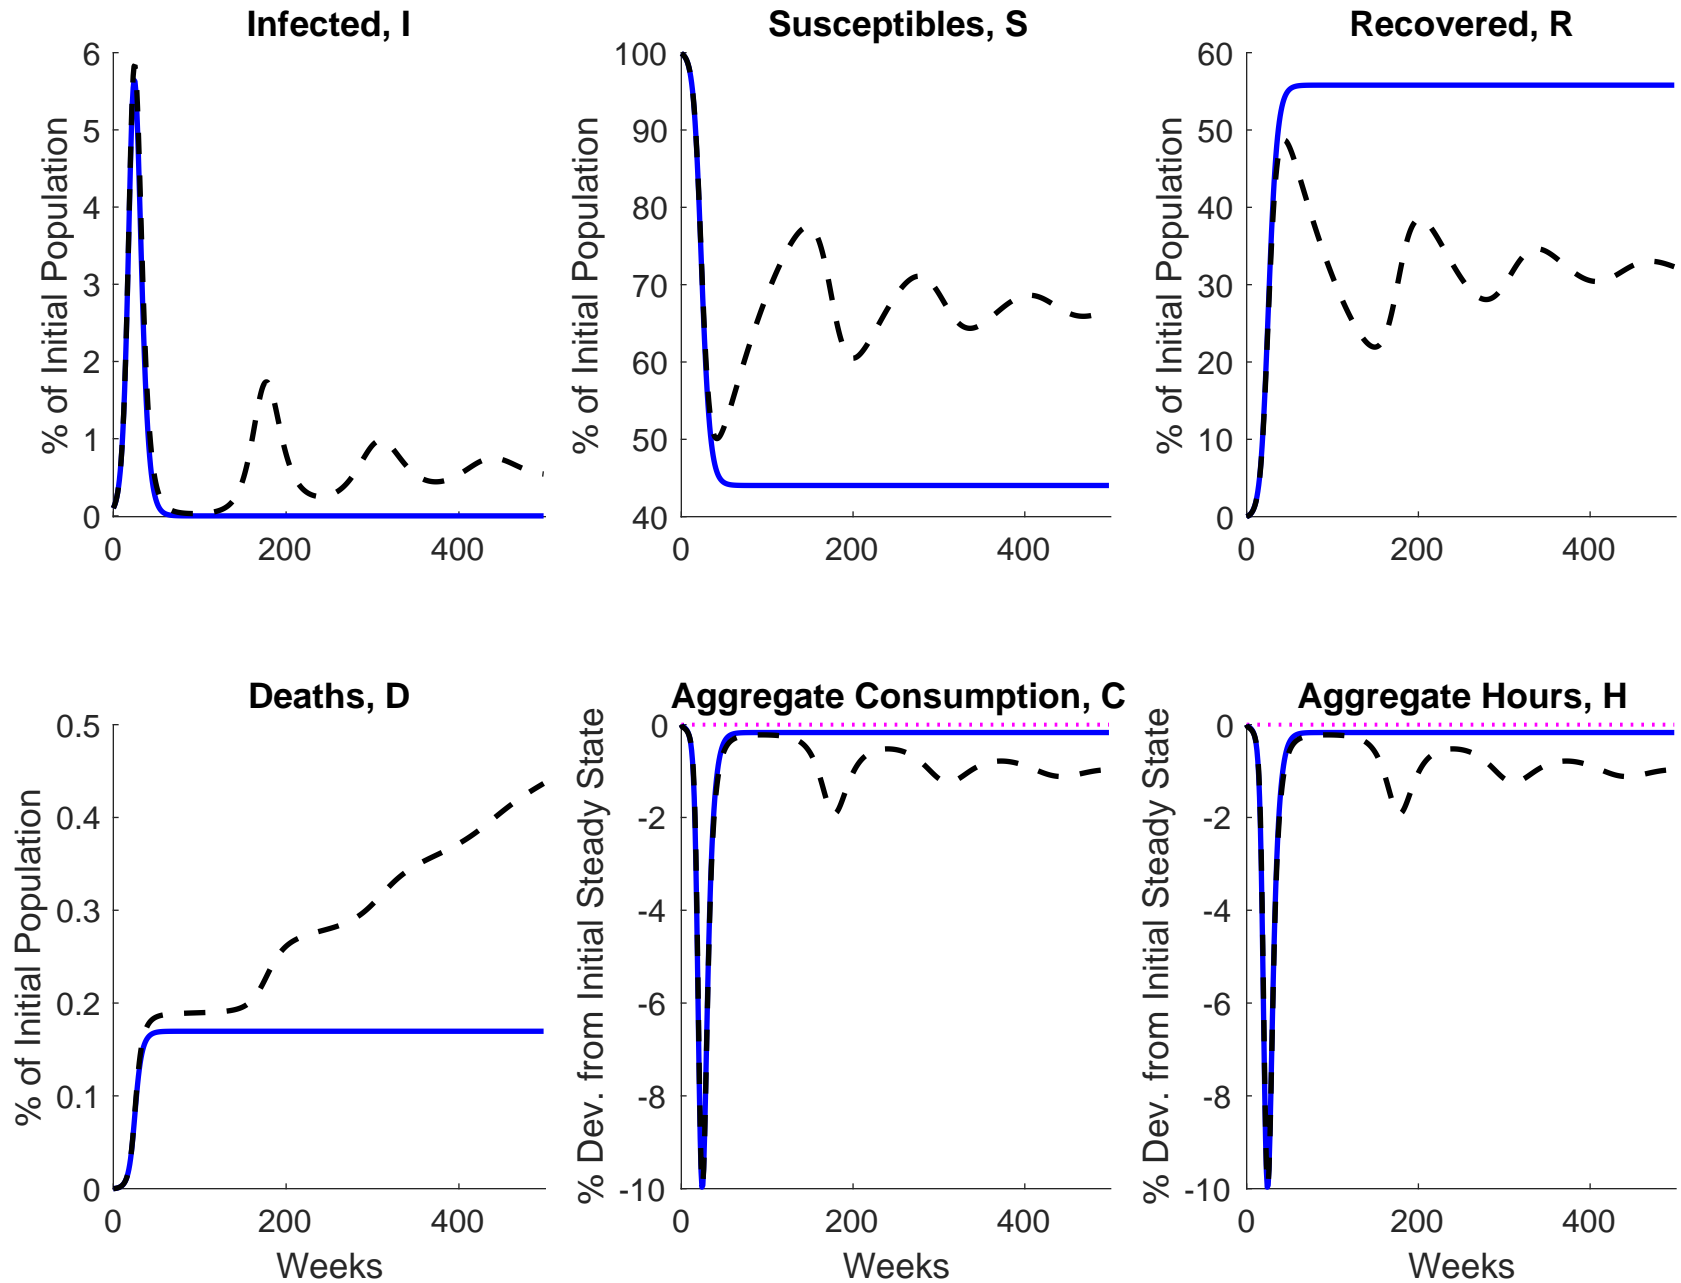 Infected, I
% of Initial Population
6
5
4
3
2
1
0
0 200 400
Susceptibles, S
% of Initial Population
100
90
80
70
60
50
40
0 200 400
Recovered, R
% of Initial Population
60
50
40
30
20
10
0
0 200 400
Deaths, D
% of Initial Population
0.5
0.4
0.3
0.2
0.1
0
0 200 400
Weeks
Aggregate Consumption, C
% Dev. from Initial Steady State
0
-2
-4
-6
-8
-10
0 200 400
Weeks
Aggregate Hours, H
% Dev. from Initial Steady State
0
-2
-4
-6
-8
-10
0 200 400
Weeks